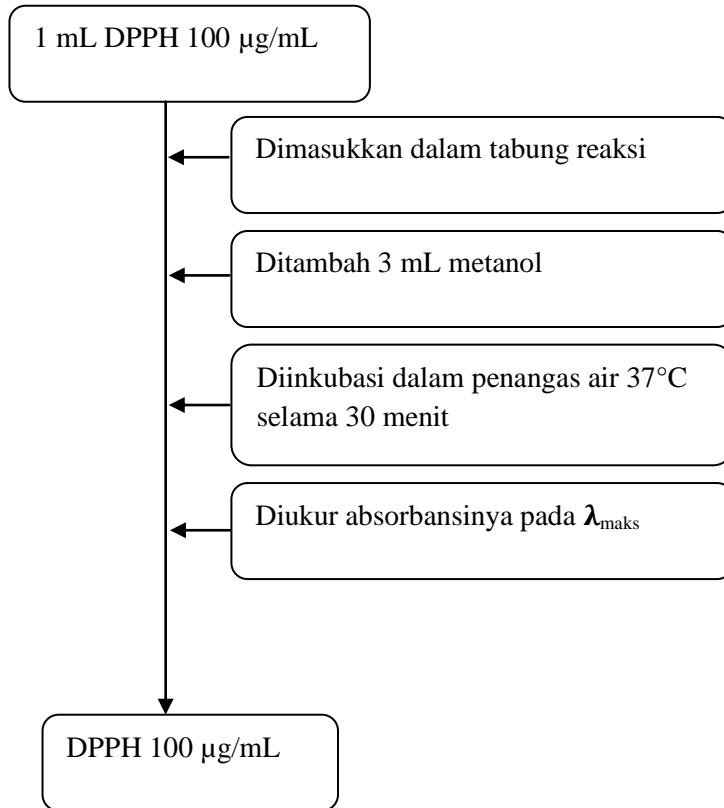 1 mL DPPH 100 µg/mL
Dimasukkan dalam tabung reaksi
Ditambah 3 mL metanol
Diinkubasi dalam penangas air 37°C
selama 30 menit
Diukur absorbansinya pada λmaks
DPPH 100 µg/mL